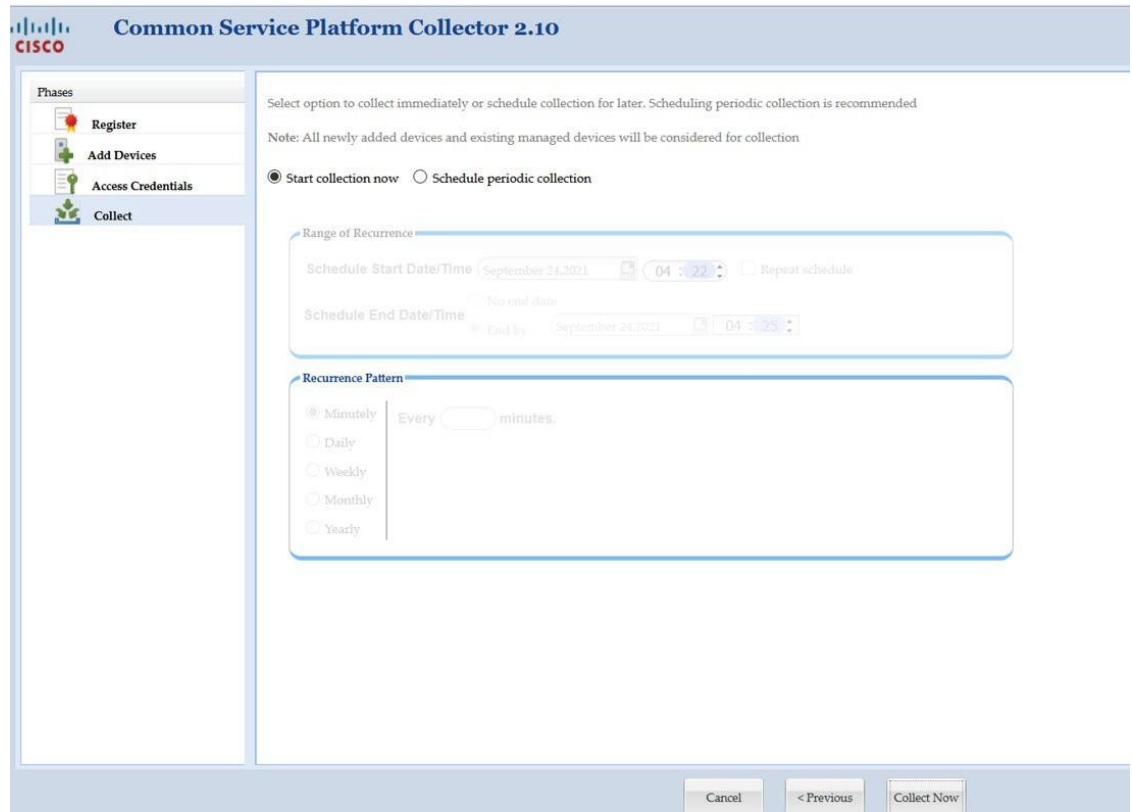 CISCO
Common Service Platform Collector 2.10
Phases
Register
Add Devices
Access Credentials
Collect
Select option to collect immediately or schedule collection for later. Scheduling periodic collection is recommended
Note: All newly added devices and existing managed devices will be considered for collection
Start collection now Schedule periodic collection
Range of Recurrence
Schedule Start Date/Time September 24,2021 04 : 22 Repeat schedule
No end date
Schedule End Date/Time
End by September 24,2021 04 : 25
Recurrence Pattern
Minutely Every minutes.
Daily
Weekly
Monthly
Yearly
Cancel < Previous Collect Now